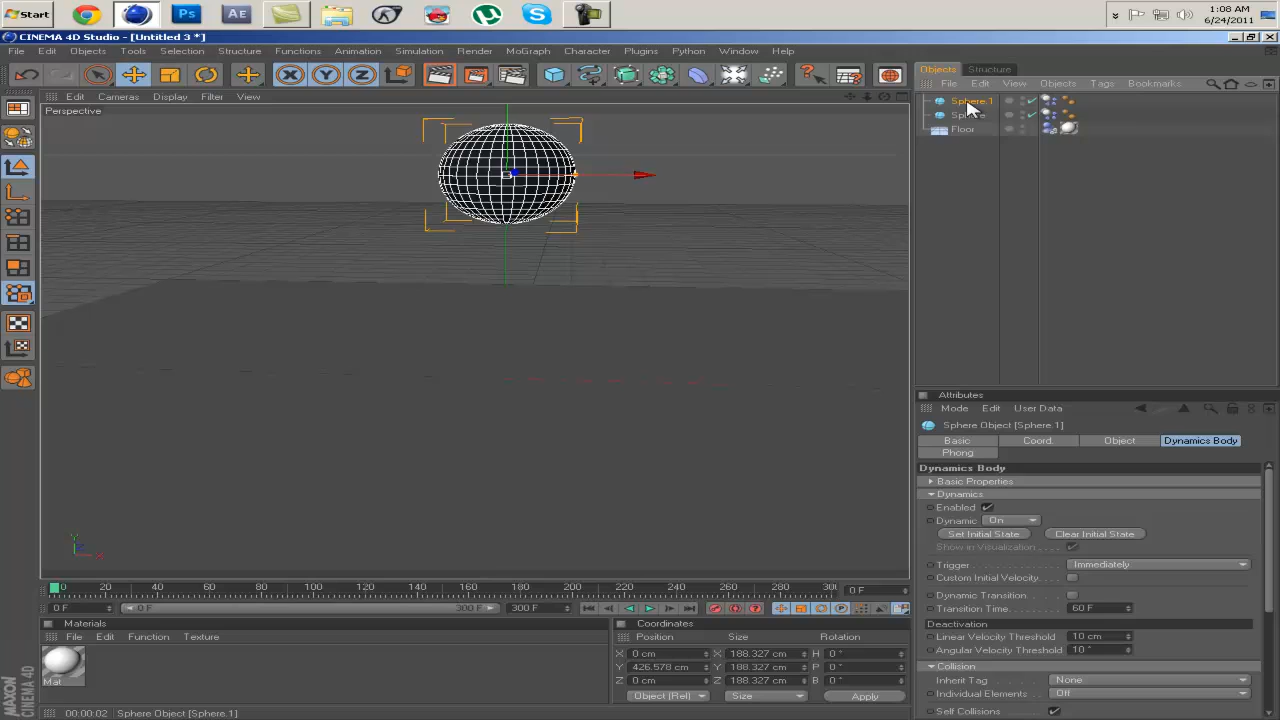 Start
Ps
Ae
1:08 AM
6/24/2011
CINEMA 4D Studio - [Untitled 3 *]
File Edit Objects Tools Selection Structure Functions Animation Simulation Render MoGraph Character Plugins Python Window Help
X Y Z
Objects Structure
File Edit View Objects Tags Bookmarks
Edit Cameras Display Filter View
Perspective
Sphere.1
Floor
Attributes
Mode Edit User Data
Sphere Object [Sphere.1]
Basic Coord. Object Dynamics Body
Phong
Dynamics Body
Basic Properties
Dynamics
Enabled
Dynamic On
Set Initial State Clear Initial State
Show in Visualization
Trigger Immediately
Custom Initial Velocity
Dynamic Transition
Transition Time 60 F
Deactivation
Linear Velocity Threshold 10 cm
Angular Velocity Threshold 10 °
Collision
Inherit Tag None
Individual Elements Off
Self Collisions
Y
X
0 20 40 60 80 100 120 140 160 180 200 220 240 260 280 0 F
0 F 0 F 300 F 300 F
Materials
File Edit Function Texture
Mat
Coordinates
Position Size Rotation
X 0 cm X 188.327 cm H 0 °
Y 426.578 cm Y 188.327 cm P 0 °
Z 0 cm Z 188.327 cm B 0 °
Object (Rel) Size Apply
MAXON CINEMA 4D
00:00:02 Sphere Object [Sphere.1]